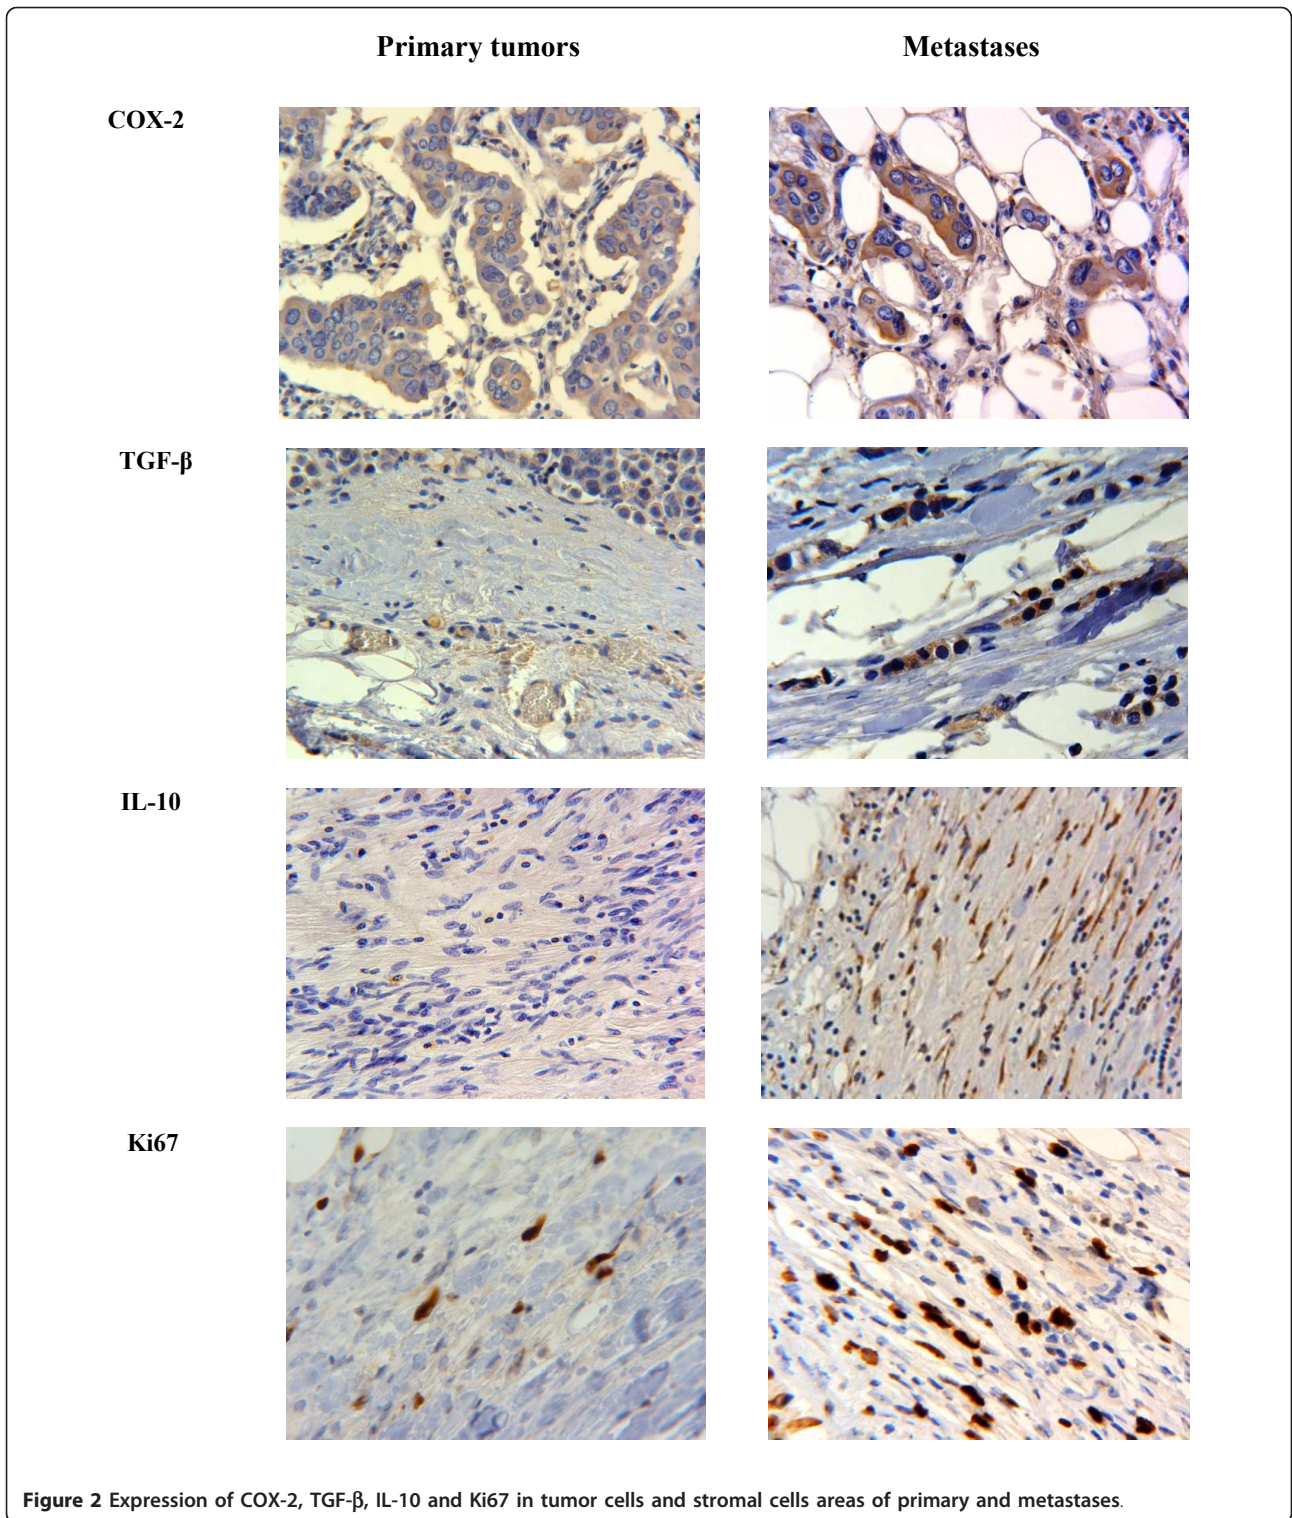 Primary tumors Metastases
COX-2
TGF-β
IL-10
Ki67
Figure 2 Expression of COX-2, TGF-β, IL-10 and Ki67 in tumor cells and stromal cells areas of primary and metastases.